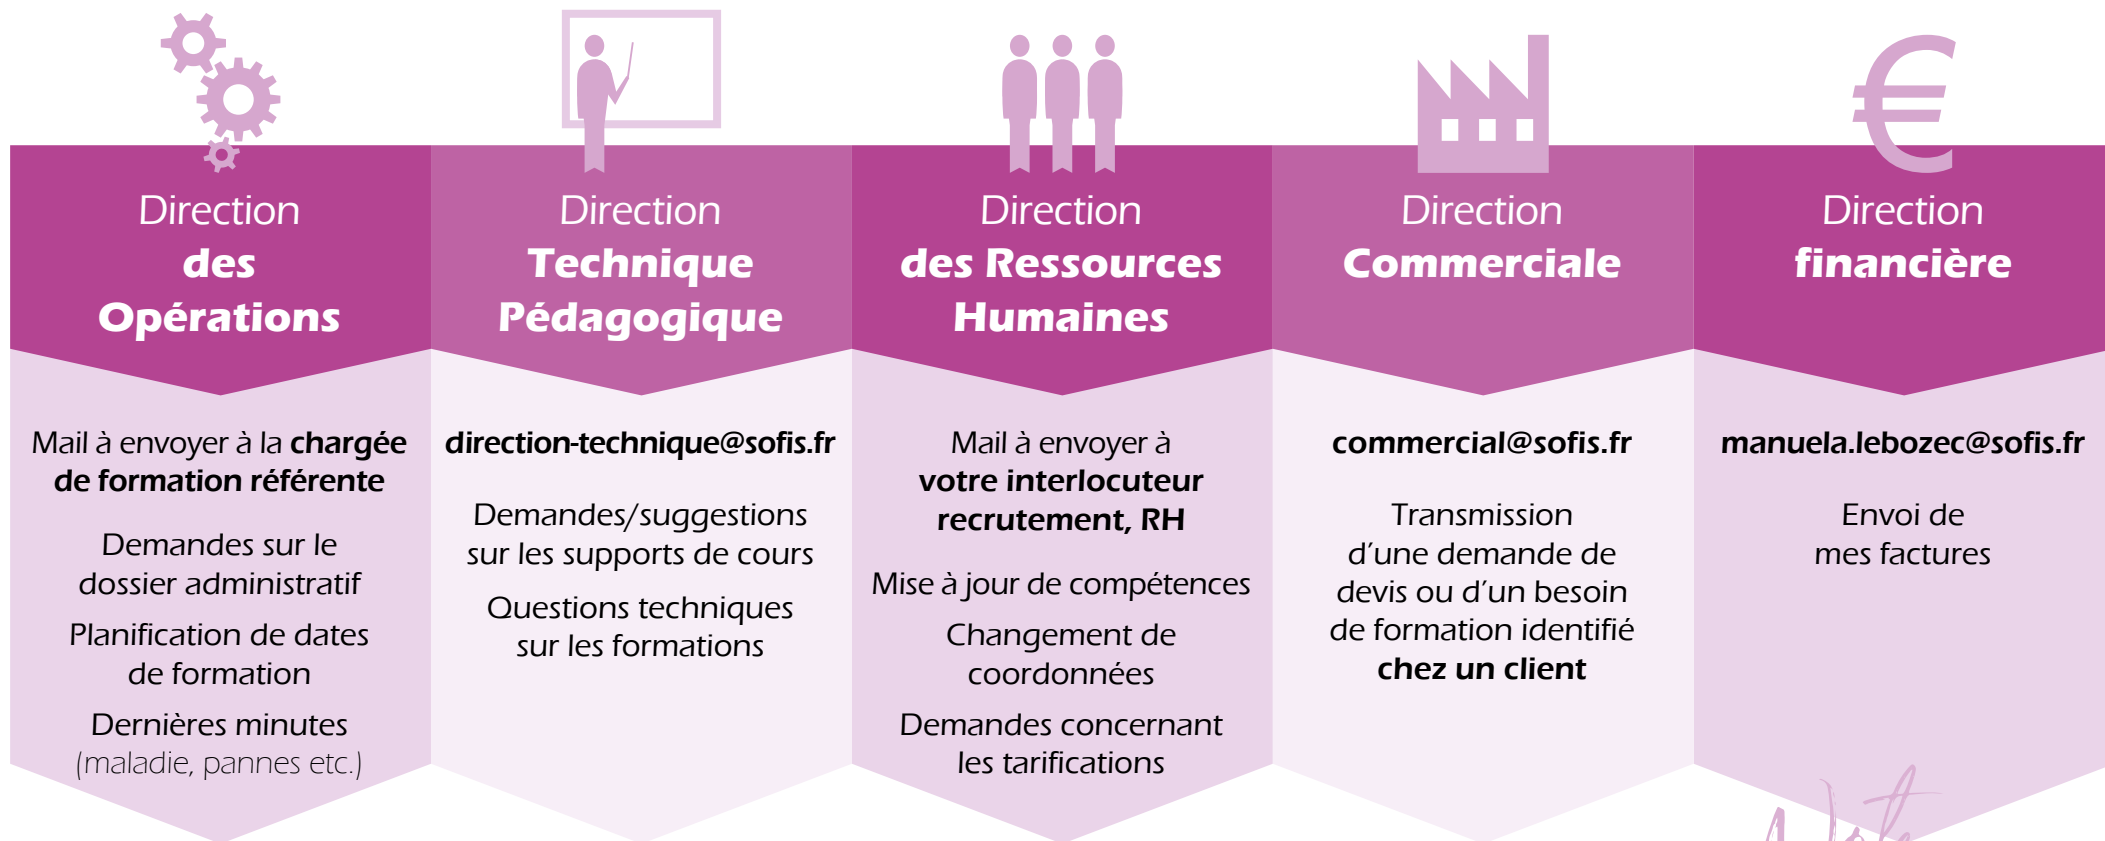 Direction
des
Opérations
Mail à envoyer à la chargée
de formation référente
Demandes sur le
dossier administratif
Planification de dates
de formation
Dernières minutes
(maladie, pannes etc.)
Direction
Technique
Pédagogique
direction-technique@sofis.fr
Demandes/suggestions
sur les supports de cours
Questions techniques
sur les formations
Direction
des Ressources
Humaines
Mail à envoyer à
votre interlocuteur
recrutement, RH
Mise à jour de compétences
Changement de
coordonnées
Demandes concernant
les tarifications
Direction
Commerciale
commercial@sofis.fr
Transmission
d’une demande de
devis ou d’un besoin
de formation identifié
chez un client
€
Direction
financière
manuela.lebozec@sofis.fr
Envoi de
mes factures